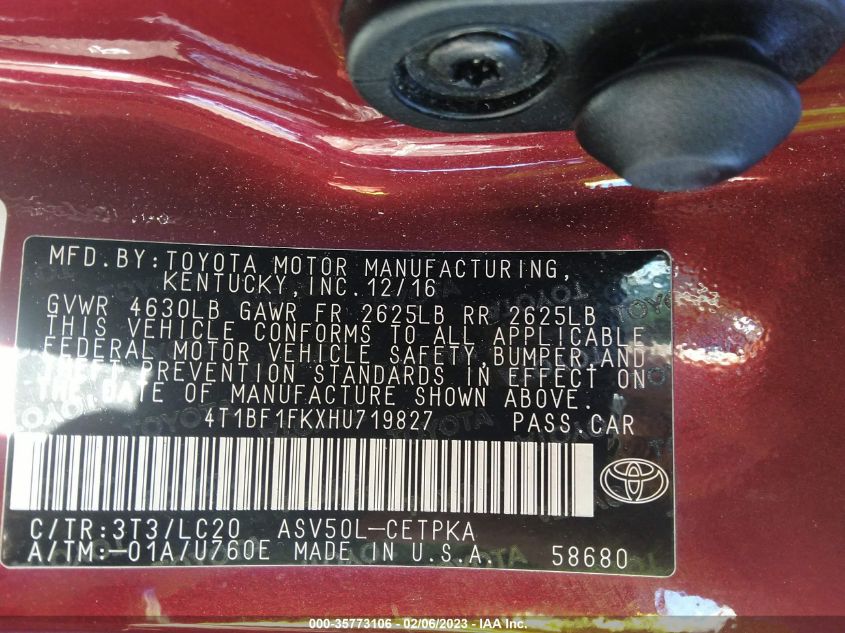 MFD.BY:TOYOTA MOTOR MANUFACTURING,
KENTUCKY, INC. 12/16
GVWR 4630LB GAWR FR 2625LB RR 2625LB
THIS VEHICLE CONFORMS TO ALL APPLICABLE
FEDERAL MOTOR VEHICLE SAFETY, BUMPER AND
THEFT PREVENTION STANDARDS IN EFFECT ON
THE DATE OF MANUFACTURE SHOWN ABOVE.
4T1BF1FKXHU719827 PASS.CAR
C/TR:3T3/LC20 ASV50L-CETPKA
A/TM:-01A/U760E MADE IN U.S.A. 58680
000-35773106 - 02/06/2023 - IAA Inc.